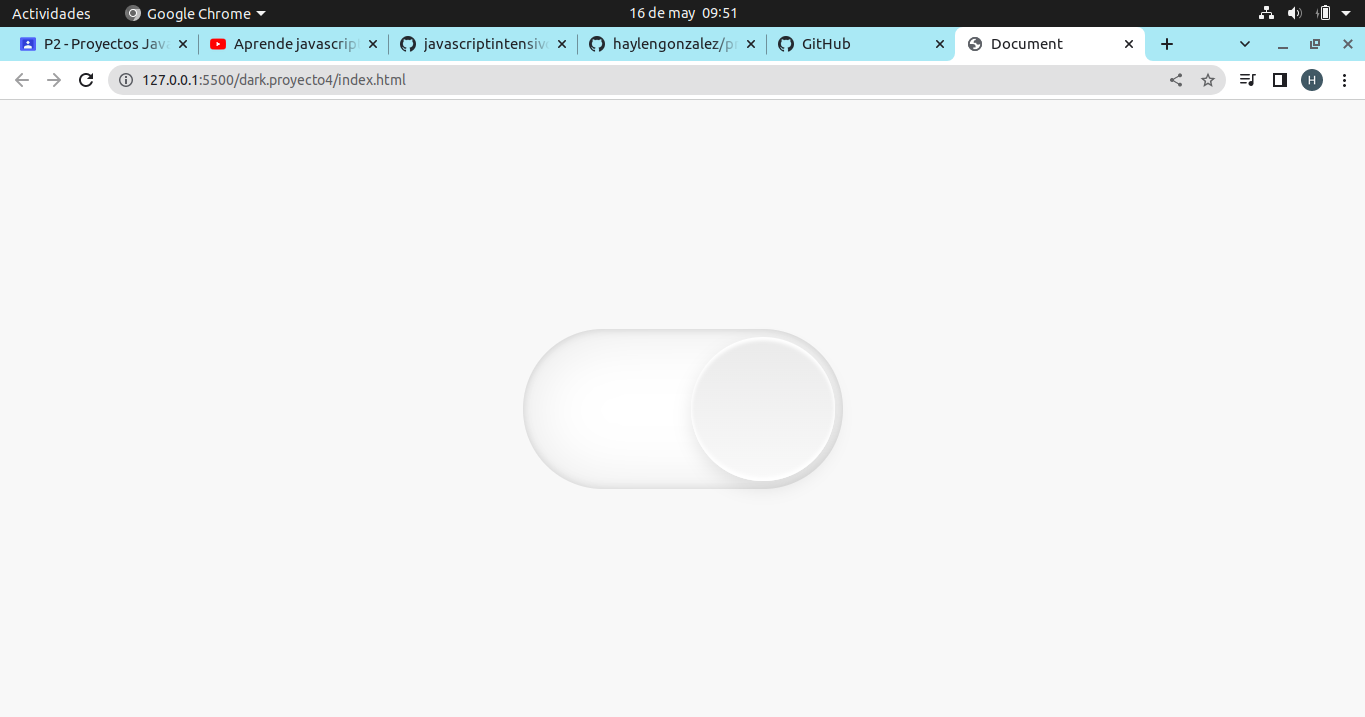 Actividades Google Chrome 16 de may 09:51
P2 - Proyectos Java Aprende javascript javascriptintensivo haylengonzalez/pr GitHub Document
127.0.0.1:5500/dark.proyecto4/index.html H